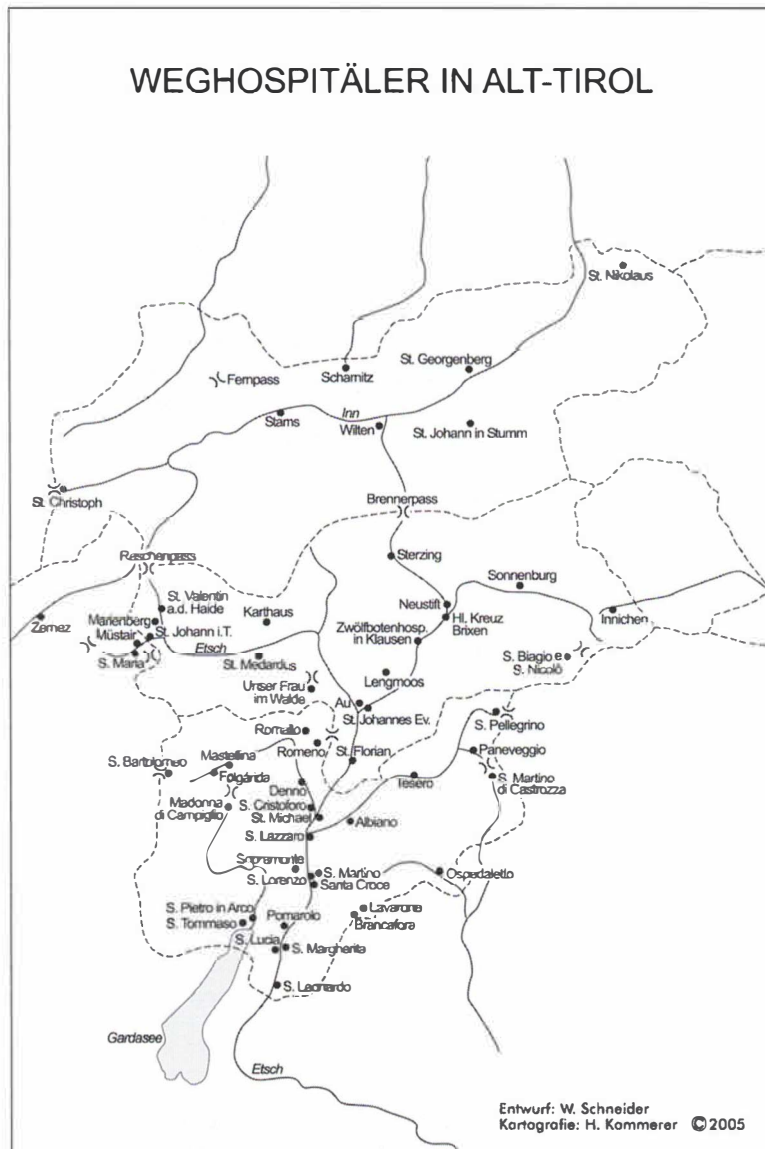 WEGHOSPITÄLER IN ALT-TIROL
St. Nikolaus
St. Georgenberg
Scharnitz
Fernpass
Inn
Stams
Wilten
St. Johann in Stumm
St. Christoph
Brennerpass
Reschenpass
Sterzing
Sonnenburg
St. Valentin
a.d. Haide
Karthaus
Neustift
Marienberg
Hl. Kreuz
Brixen
Innichen
Zernez
Müstair
St. Johann i.T.
Zwölfbotenhosp.
in Klausen
Etsch
S. Maria
St. Medardus
S. Biagio e
S. Nicolò
Lengmoos
Unser Frau
im Walde
Au
St. Johannes Ev.
S. Pellegrino
Romallo
Romeno
St. Florian
Paneveggio
S. Bartolomeo
Mastellina
Folgárida
Tesero
S. Martino
di Castrozza
Denno
Madonna
di Campiglio
S. Cristoforo
St. Michael
Albiano
S. Lazzaro
Sopramonte
S. Martino
S. Lorenzo
Santa Croce
Ospedaletto
S. Pietro in Arco
S. Tommaso
Pomarolo
Lavarone
Brancafora
S. Lucia
S. Margherita
S. Leonardo
Gardasee
Etsch
Entwurf: W. Schneider
Kartografie: H. Kammerer © 2005